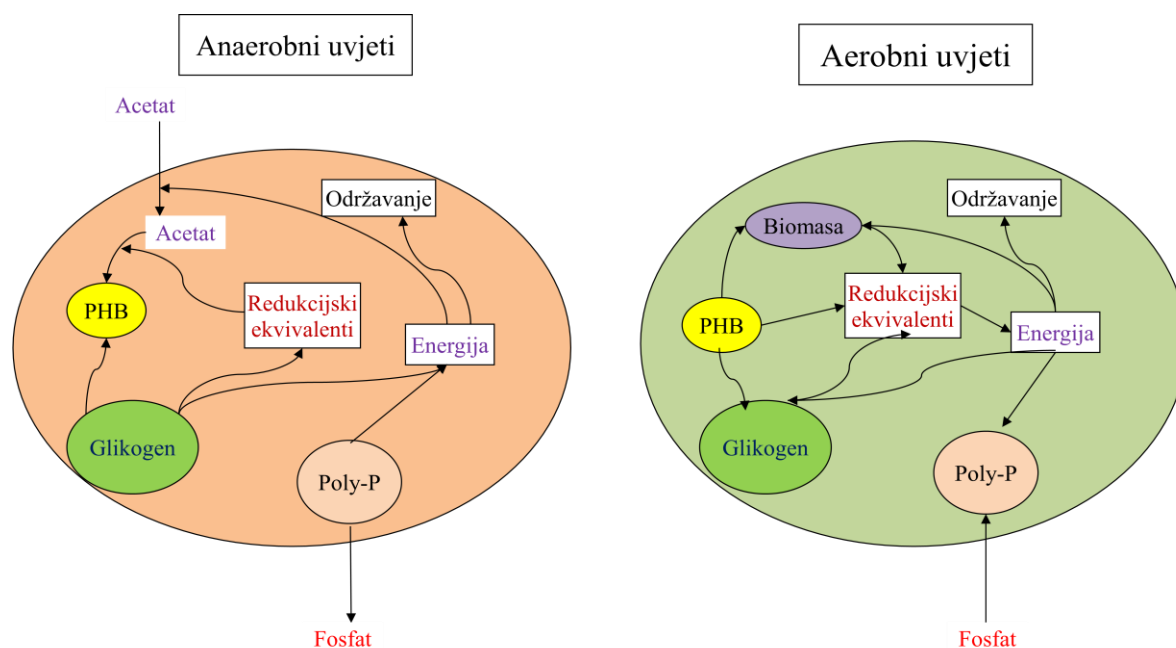 Anaerobni uvjeti
Acetat
Održavanje
Acetat
PHB
Redukcijski
ekvivalenti
Energija
Glikogen
Poly-P
Fosfat
Aerobni uvjeti
Održavanje
Biomasa
PHB
Redukcijski
ekvivalenti
Energija
Glikogen
Poly-P
Fosfat